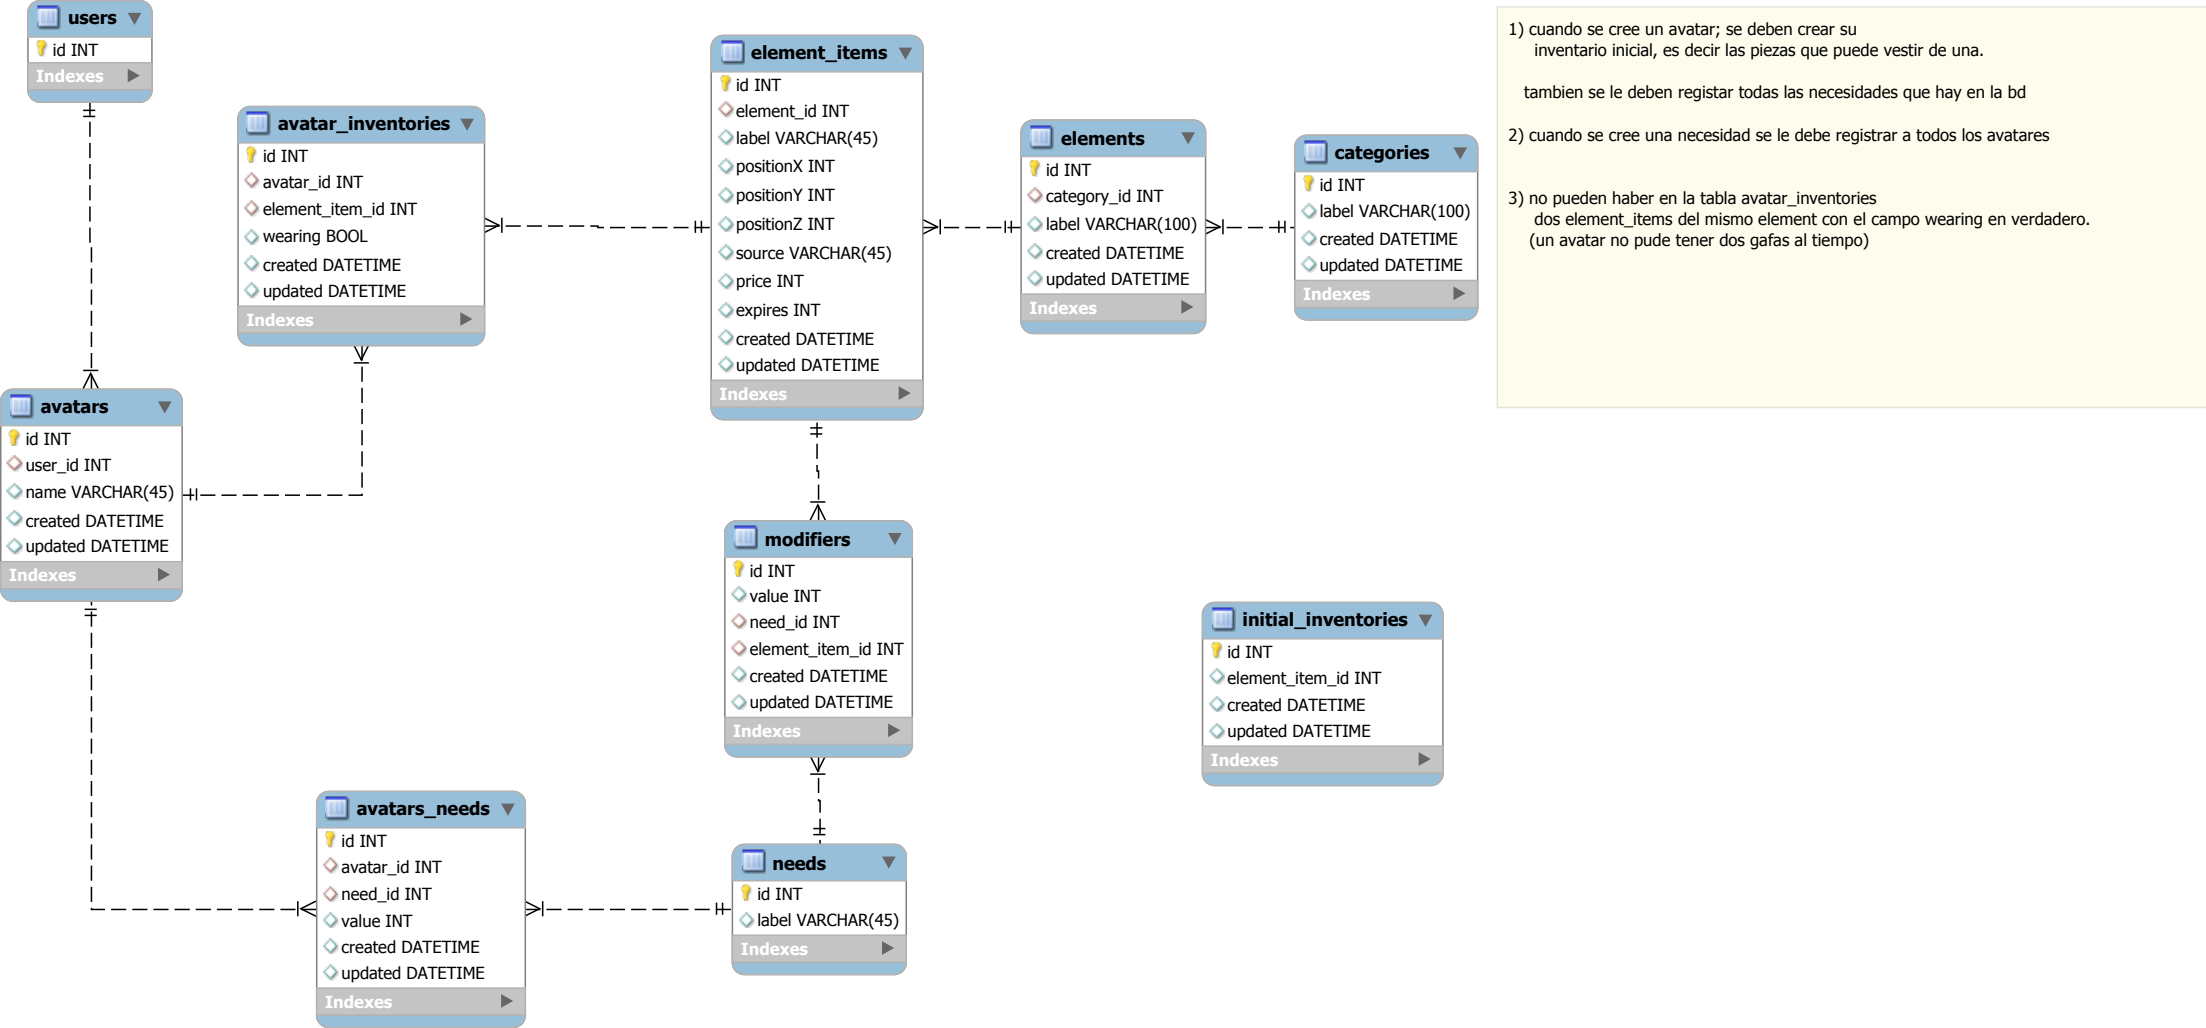 users
id INT
Indexes
avatar_inventories
id INT
avatar_id INT
element_item_id INT
wearing BOOL
created DATETIME
updated DATETIME
Indexes
element_items
id INT
element_id INT
label VARCHAR(45)
positionX INT
positionY INT
positionZ INT
source VARCHAR(45)
price INT
expires INT
created DATETIME
updated DATETIME
Indexes
elements
id INT
category_id INT
label VARCHAR(100)
created DATETIME
updated DATETIME
Indexes
categories
id INT
label VARCHAR(100)
created DATETIME
updated DATETIME
Indexes
1) cuando se cree un avatar; se deben crear su
inventario inicial, es decir las piezas que puede vestir de una.
tambien se le deben registar todas las necesidades que hay en la bd
2) cuando se cree una necesidad se le debe registrar a todos los avatares
3) no pueden haber en la tabla avatar_inventories
dos element_items del mismo element con el campo wearing en verdadero.
(un avatar no pude tener dos gafas al tiempo)
avatars
id INT
user_id INT
name VARCHAR(45)
created DATETIME
updated DATETIME
Indexes
modifiers
id INT
value INT
need_id INT
element_item_id INT
created DATETIME
updated DATETIME
Indexes
initial_inventories
id INT
element_item_id INT
created DATETIME
updated DATETIME
Indexes
avatars_needs
id INT
avatar_id INT
need_id INT
value INT
created DATETIME
updated DATETIME
Indexes
needs
id INT
label VARCHAR(45)
Indexes